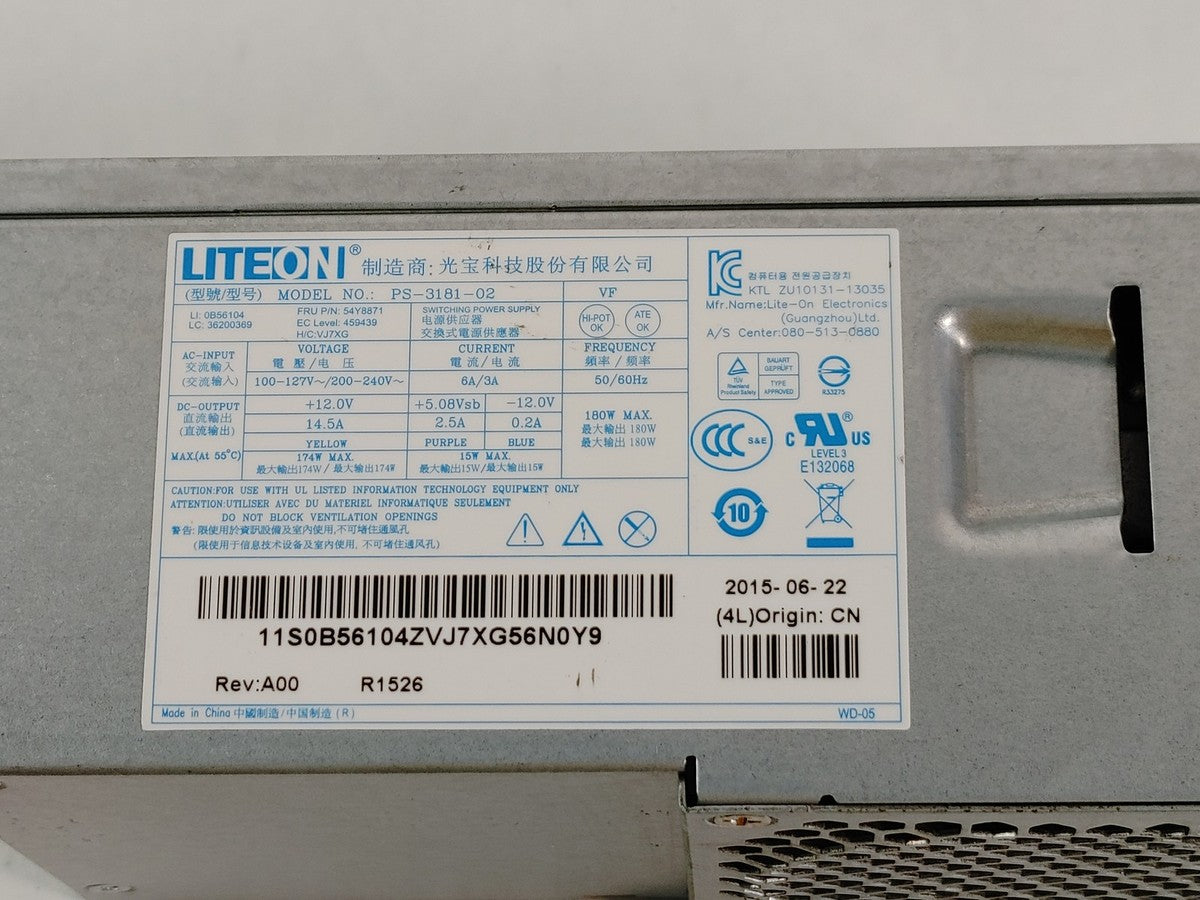 LITEON® 制造商: 光宝科技股份有限公司
(型號/型号) MODEL NO.: PS-3181-02 VF
LI: 0B56104
LC: 36200369
FRU P/N: 54Y8871
EC Level: 459439
H/C:VJ7XG
SWITCHING POWER SUPPLY
电源供应器
交換式電源供應器
HI-POT
OK
ATE
OK
AC-INPUT
交流輸入
(交流输入)
VOLTAGE
電 壓/电 压
100-127V~/200-240V~
CURRENT
電 流/电 流
6A/3A
FREQUENCY
頻率 / 频率
50/60Hz
DC-OUTPUT
直流輸出
(直流输出)
MAX.(At 55℃)
+12.0V
14.5A
YELLOW
174W MAX.
最大輸出174W / 最大输出174W
+5.08Vsb -12.0V
2.5A 0.2A
PURPLE BLUE
15W MAX.
最大輸出15W/最大输出15W
180W MAX.
最大輸出 180W
最大输出 180W
CAUTION:FOR USE WITH UL LISTED INFORMATION TECHNOLOGY EQUIPMENT ONLY
ATTENTION:UTILISER AVEC DU MATERIEL INFORMATIQUE SEULEMENT
DO NOT BLOCK VENTILATION OPENINGS
警告: 限使用於資訊設備及室內使用,不可堵住通風孔
(限使用于信息技术设备及室内使用, 不可堵住通风孔)
컴퓨터용 전원공급장치
KTL ZU10131-13035
Mfr.Name:Lite-On Electronics
(Guangzhou)Ltd.
A/S Center:080-513-0880
TÜV
Rheinland
Product Safety
BAUART
GEPRÜFT
TYPE
APPROVED
R33275
CCC S&E
c RU ® US
LEVEL 3
E132068
10
11S0B56104ZVJ7XG56N0Y9
Rev:A00 R1526
2015-06-22
(4L)Origin: CN
Made in China 中國制造/中国制造 (R) WD-05